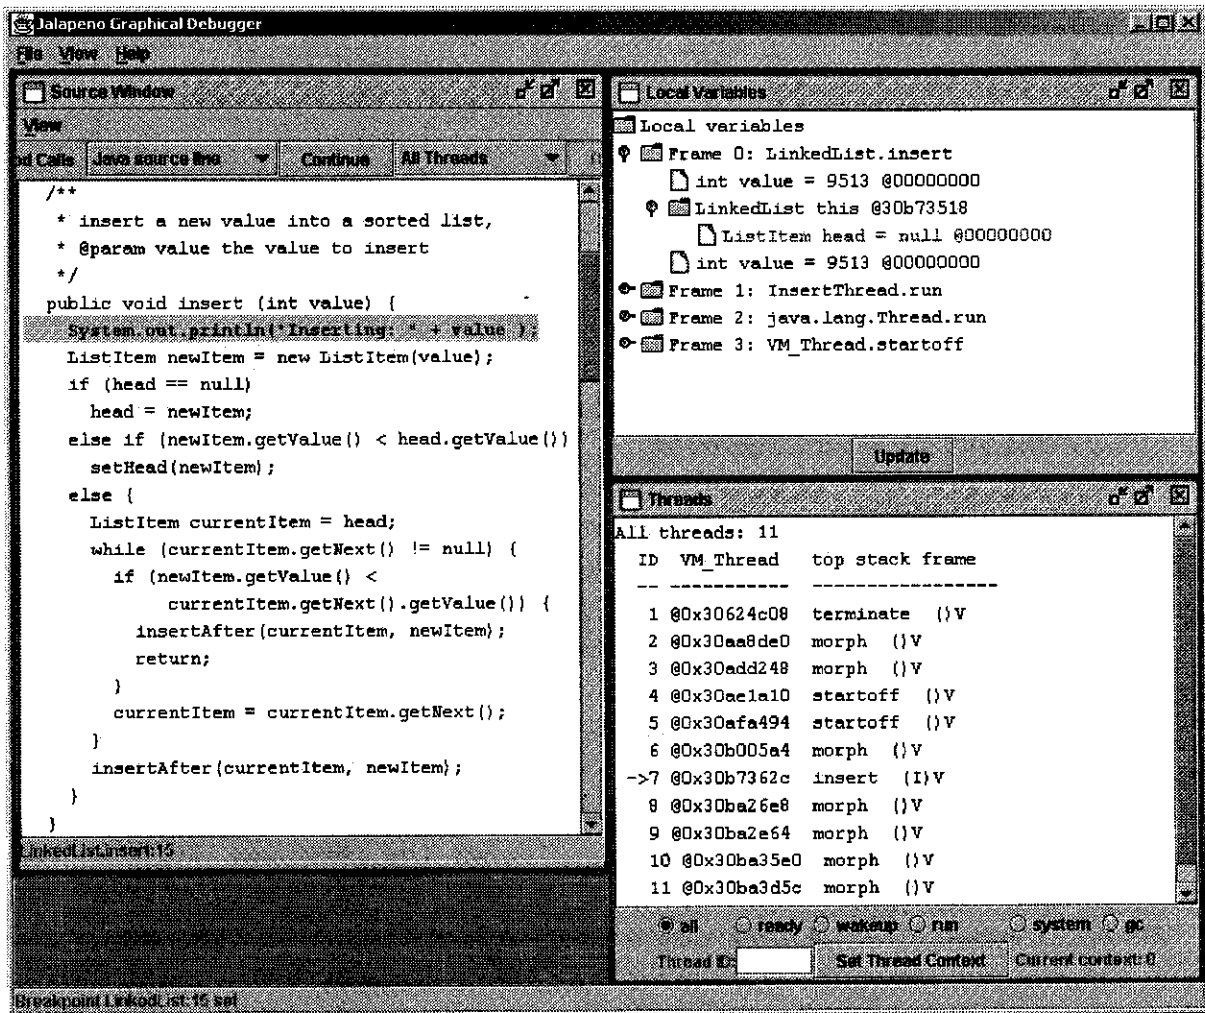 Jalapeno Graphical Debugger
File View Help
Source Window
View
od Calls Java source line Continue All Threads
/**
* insert a new value into a sorted list,
* @param value the value to insert
*/
public void insert (int value) {
System.out.println("Inserting: " + value );
ListItem newItem = new ListItem(value);
if (head == null)
head = newItem;
else if (newItem.getValue() < head.getValue())
setHead(newItem);
else {
ListItem currentItem = head;
while (currentItem.getNext() != null) {
if (newItem.getValue() <
currentItem.getNext().getValue()) {
insertAfter(currentItem, newItem);
return;
}
currentItem = currentItem.getNext();
}
insertAfter(currentItem, newItem);
}
}
LinkedList.insert:15
Local Variables
Local variables
Frame 0: LinkedList.insert
int value = 9513 @00000000
LinkedList this @30b73518
ListItem head = null @00000000
int value = 9513 @00000000
Frame 1: InsertThread.run
Frame 2: java.lang.Thread.run
Frame 3: VM_Thread.startoff
Update
Threads
All threads: 11
ID VM_Thread top stack frame
-- ----------- -----------------
1 @0x30624c08 terminate ()V
2 @0x30aa8de0 morph ()V
3 @0x30add248 morph ()V
4 @0x30ae1a10 startoff ()V
5 @0x30afa494 startoff ()V
6 @0x30b005a4 morph ()V
->7 @0x30b7362c insert (I)V
8 @0x30ba26e8 morph ()V
9 @0x30ba2e64 morph ()V
10 @0x30ba35e0 morph ()V
11 @0x30ba3d5c morph ()V
all ready wakeup run system gc
Thread ID: Set Thread Context Current context: 0
Breakpoint LinkedList:15 set